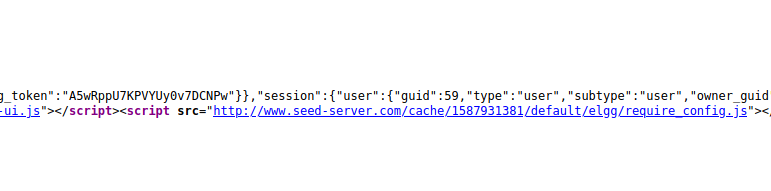 g_token":"A5wRppU7KPVYUy0v7DCNPw"}},"session":{"user":{"guid":59,"type":"user","subtype":"user","owner_guid
-ui.js"></script><script src="http://www.seed-server.com/cache/1587931381/default/elgg/require_config.js"></